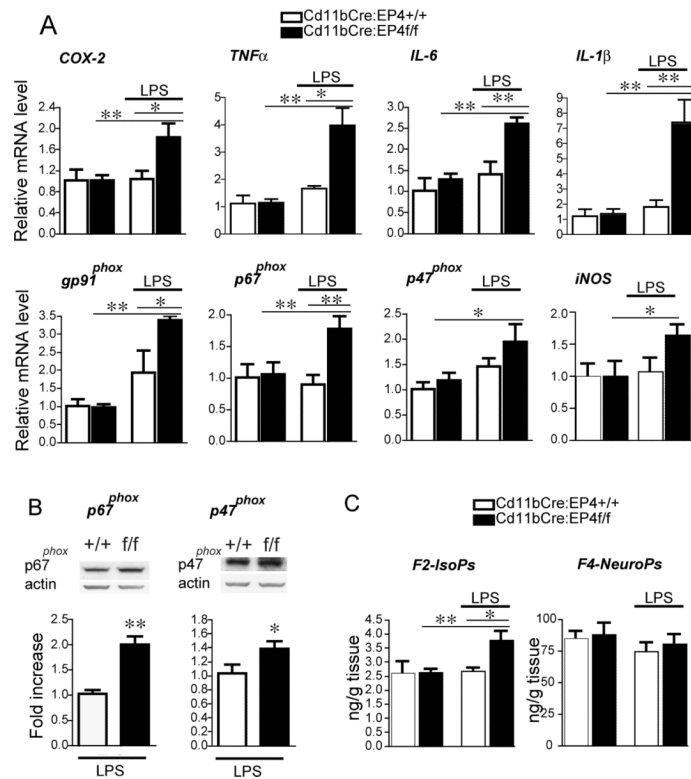 A
Cd11bCre:EP4+/+
Cd11bCre:EP4f/f
COX-2
TNFα
IL-6
IL-1β
LPS
LPS
LPS
LPS
Relative mRNA level
2.4
2.0
1.6
1.2
0.8
0.4
0.0
** *
5
4
3
2
1
0
** *
3.0
2.5
2.0
1.5
1.0
0.5
0.0
** **
9
8
7
6
5
4
3
2
1
0
** **
gp91phox
p67phox
p47phox
iNOS
LPS
LPS
LPS
LPS
Relative mRNA level
3.5
3.0
2.5
2.0
1.5
1.0
0.5
0.0
** *
2.0
1.5
1.0
0.5
0.0
** **
2.5
2.0
1.5
1.0
0.5
0.0
*
2.0
1.5
1.0
0.5
0.0
*
B
p67phox
p47phox
+/+ f/f
+/+ f/f
p67phox
actin
p47phox
actin
Fold increase
2.5
2.0
1.5
1.0
0.5
0.0
**
LPS
1.8
1.6
1.4
1.2
1.0
0.8
0.6
0.4
0.2
0.0
*
LPS
C
Cd11bCre:EP4+/+
Cd11bCre:EP4f/f
F2-IsoPs
F4-NeuroPs
LPS
LPS
ng/g tissue
4.5
4.0
3.5
3.0
2.5
2.0
1.5
1.0
0.5
0.0
** *
ng/g tissue
100
75
50
25
0